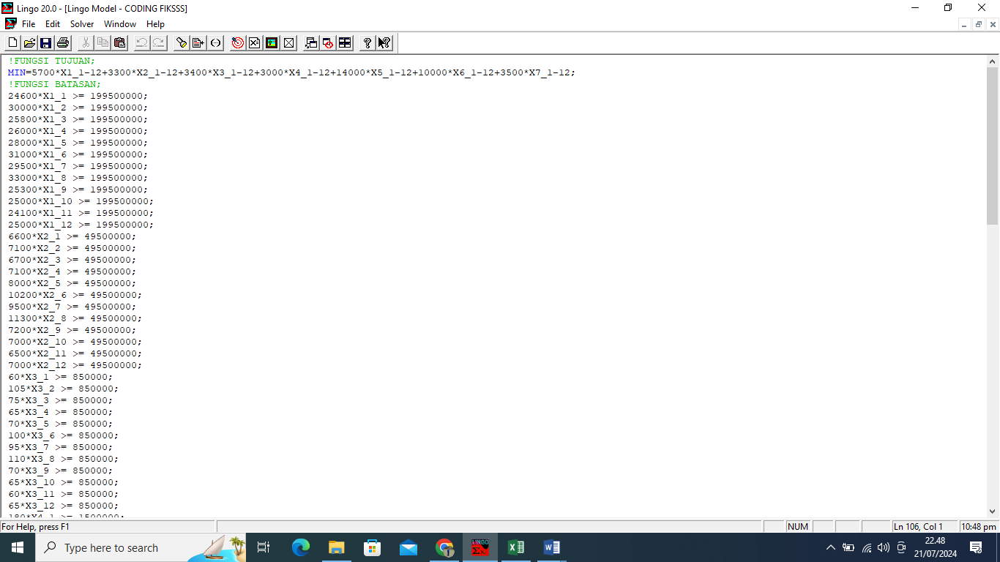 Lingo 20.0 - [Lingo Model - CODING FIKSSS]
File Edit Solver Window Help
!FUNGSI TUJUAN;
MIN=5700*X1_1-12+3300*X2_1-12+3400*X3_1-12+3000*X4_1-12+14000*X5_1-12+10000*X6_1-12+3500*X7_1-12;
!FUNGSI BATASAN;
24600*X1_1 >= 199500000;
30000*X1_2 >= 199500000;
25800*X1_3 >= 199500000;
26000*X1_4 >= 199500000;
28000*X1_5 >= 199500000;
31000*X1_6 >= 199500000;
29500*X1_7 >= 199500000;
33000*X1_8 >= 199500000;
25300*X1_9 >= 199500000;
25000*X1_10 >= 199500000;
24100*X1_11 >= 199500000;
25000*X1_12 >= 199500000;
6600*X2_1 >= 49500000;
7100*X2_2 >= 49500000;
6700*X2_3 >= 49500000;
7100*X2_4 >= 49500000;
8000*X2_5 >= 49500000;
10200*X2_6 >= 49500000;
9500*X2_7 >= 49500000;
11300*X2_8 >= 49500000;
7200*X2_9 >= 49500000;
7000*X2_10 >= 49500000;
6500*X2_11 >= 49500000;
7000*X2_12 >= 49500000;
60*X3_1 >= 850000;
105*X3_2 >= 850000;
75*X3_3 >= 850000;
65*X3_4 >= 850000;
70*X3_5 >= 850000;
100*X3_6 >= 850000;
95*X3_7 >= 850000;
110*X3_8 >= 850000;
70*X3_9 >= 850000;
65*X3_10 >= 850000;
60*X3_11 >= 850000;
65*X3_12 >= 850000;
180*X4_1 >= 1500000;
For Help, press F1 NUM Ln 106, Col 1 10:48 pm
Type here to search
22.48
21/07/2024